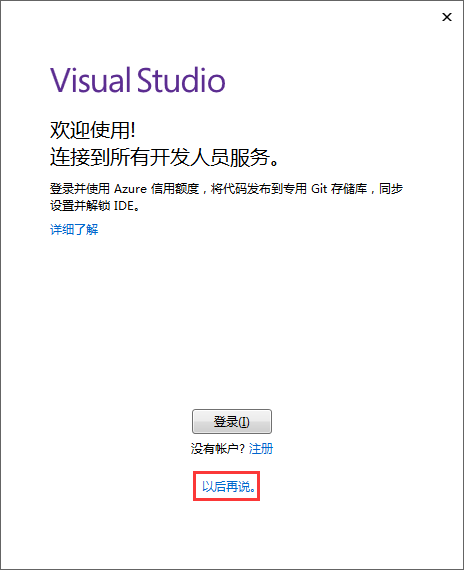 Visual Studio
欢迎使用!
连接到所有开发人员服务。
登录并使用 Azure 信用额度，将代码发布到专用 Git 存储库，同步
设置并解锁 IDE。
详细了解
登录(I)
没有帐户? 注册
以后再说。